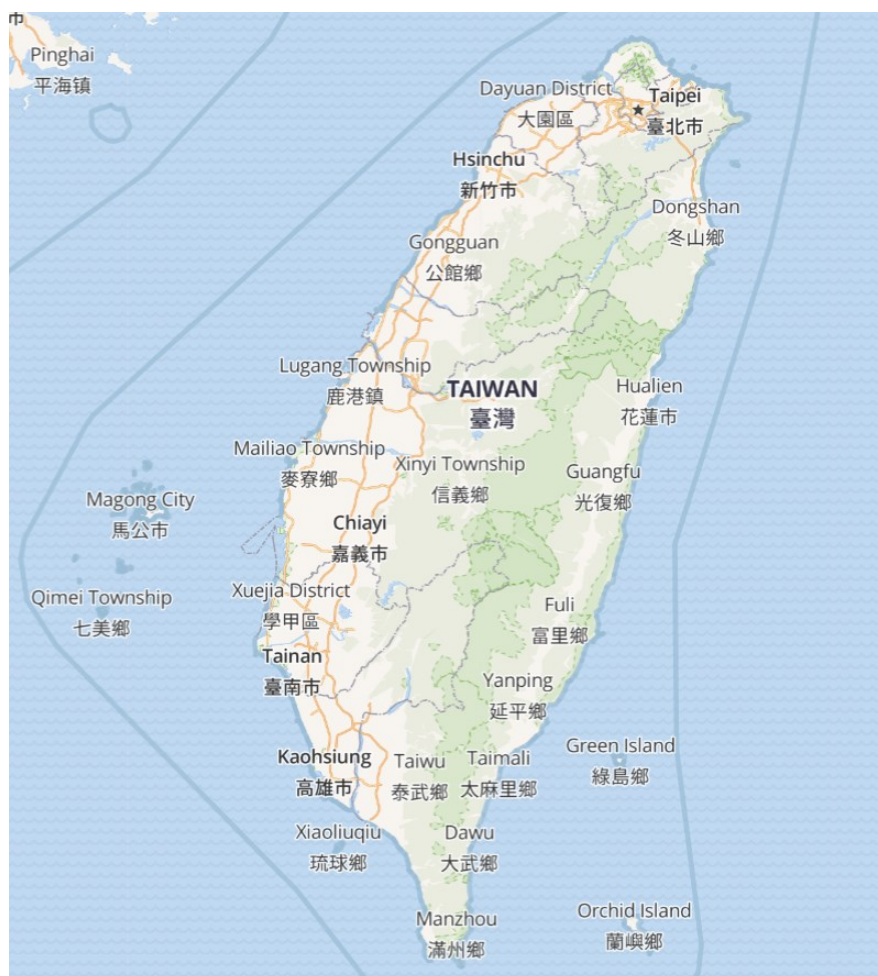 市
Pinghai
平海镇
Dayuan District
大園區
Taipei
臺北市
Hsinchu
新竹市
Dongshan
冬山鄉
Gongguan
公館鄉
Lugang Township
鹿港鎮
TAIWAN
臺灣
Hualien
花蓮市
Mailiao Township
麥寮鄉
Xinyi Township
信義鄉
Guangfu
光復鄉
Magong City
馬公市
Chiayi
嘉義市
Qimei Township
七美鄉
Xuejia District
學甲區
Fuli
富里鄉
Tainan
臺南市
Yanping
延平鄉
Green Island
綠島鄉
Kaohsiung
高雄市
Taiwu
泰武鄉
Taimali
太麻里鄉
Xiaoliuqiu
琉球鄉
Dawu
大武鄉
Manzhou
滿州鄉
Orchid Island
蘭嶼鄉